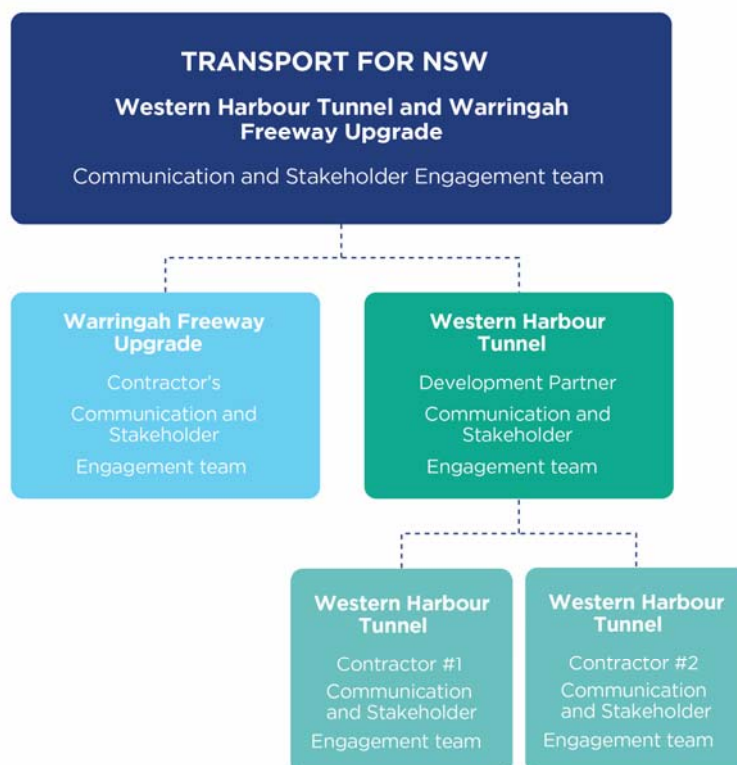 TRANSPORT FOR NSW
Western Harbour Tunnel and Warringah
Freeway Upgrade
Communication and Stakeholder Engagement team
Warringah Freeway
Upgrade
Contractor's
Communication and
Stakeholder
Engagement team
Western Harbour
Tunnel
Development Partner
Communication and
Stakeholder
Engagement team
Western Harbour
Tunnel
Contractor #1
Communication
and Stakeholder
Engagement team
Western Harbour
Tunnel
Contractor #2
Communication
and Stakeholder
Engagement team